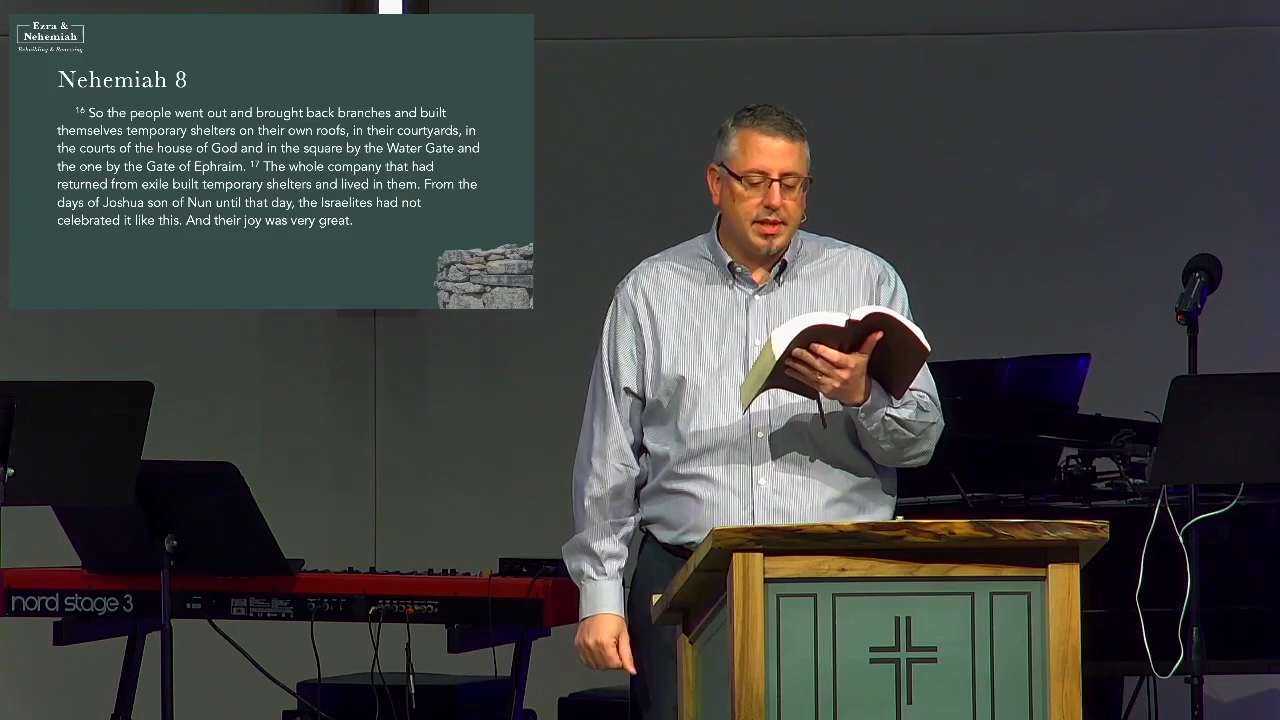 Ezra &
Nehemiah
Rebuilding & Renewing
Nehemiah 8
16 So the people went out and brought back branches and built
themselves temporary shelters on their own roofs, in their courtyards, in
the courts of the house of God and in the square by the Water Gate and
the one by the Gate of Ephraim. 17 The whole company that had
returned from exile built temporary shelters and lived in them. From the
days of Joshua son of Nun until that day, the Israelites had not
celebrated it like this. And their joy was very great.
nord stage 3